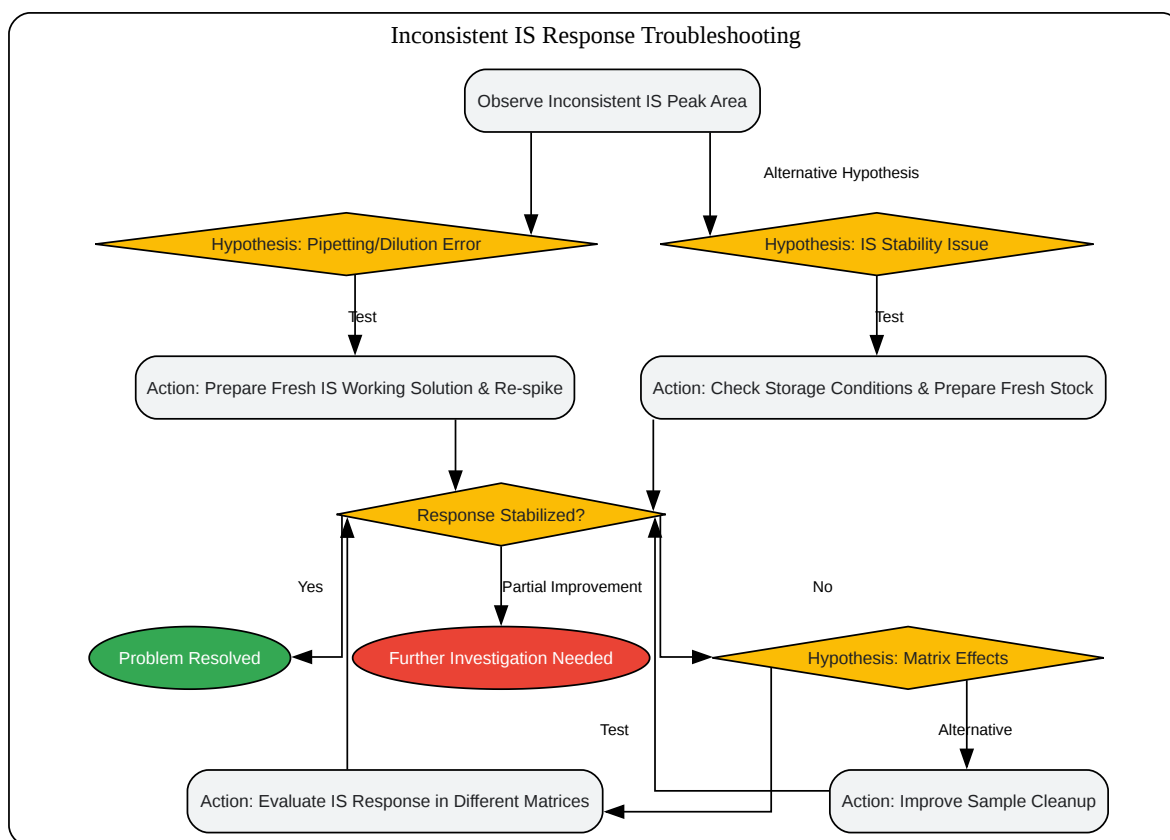 Inconsistent IS Response Troubleshooting
Observe Inconsistent IS Peak Area
Alternative Hypothesis
Hypothesis: Pipetting/Dilution Error
Hypothesis: IS Stability Issue
Test
Test
Action: Prepare Fresh IS Working Solution & Re-spike
Action: Check Storage Conditions & Prepare Fresh Stock
Response Stabilized?
Yes
Partial Improvement
No
Problem Resolved
Further Investigation Needed
Hypothesis: Matrix Effects
Test
Alternative
Action: Evaluate IS Response in Different Matrices
Action: Improve Sample Cleanup